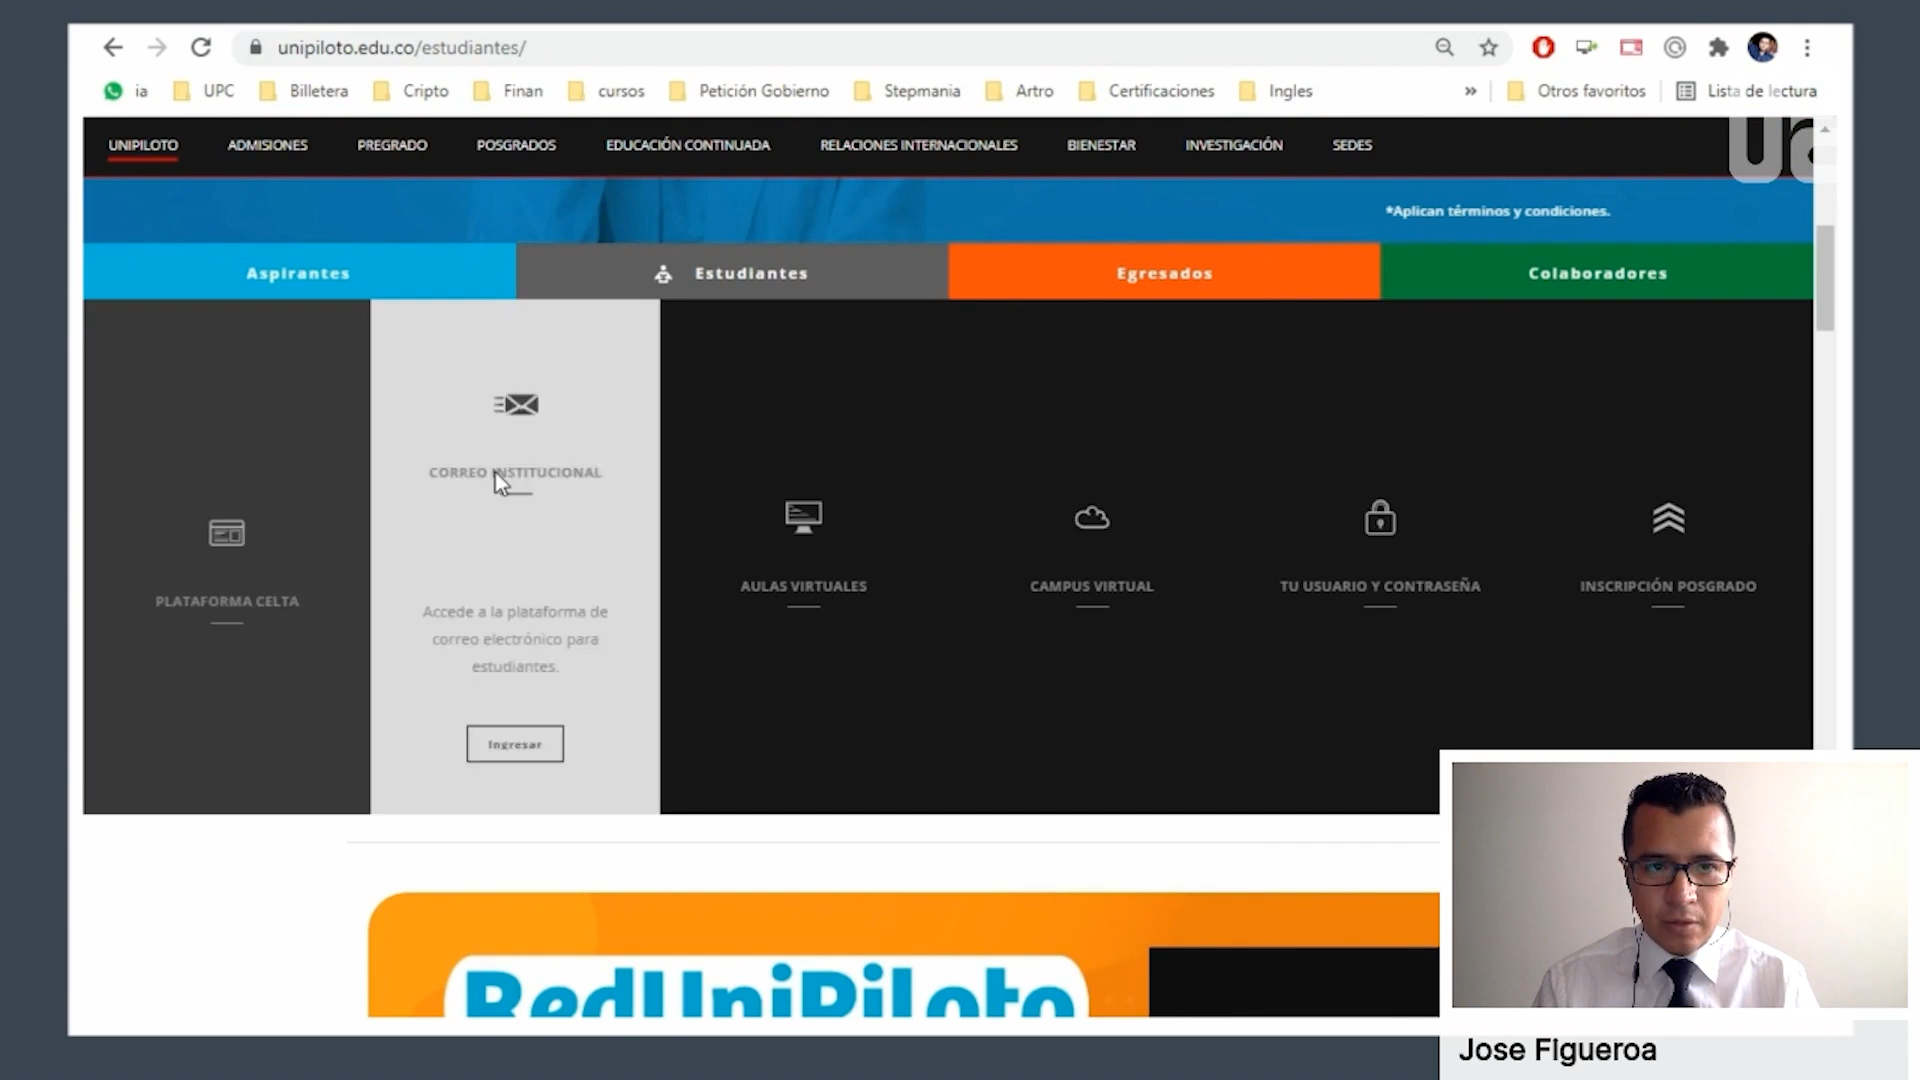 unipiloto.edu.co/estudiantes/
ia UPC Billetera Cripto Finan cursos Petición Gobierno Stepmania Artro Certificaciones Ingles » Otros favoritos Lista de lectura
UNIPILOTO ADMISIONES PREGRADO POSGRADOS EDUCACIÓN CONTINUADA RELACIONES INTERNACIONALES BIENESTAR INVESTIGACIÓN SEDES
*Aplican términos y condiciones.
Aspirantes Estudiantes Egresados Colaboradores
PLATAFORMA CELTA
CORREO INSTITUCIONAL
Accede a la plataforma de
correo electrónico para
estudiantes.
Ingresar
AULAS VIRTUALES
CAMPUS VIRTUAL
TU USUARIO Y CONTRASEÑA
INSCRIPCIÓN POSGRADO
RedUniPiloto
Jose Figueroa